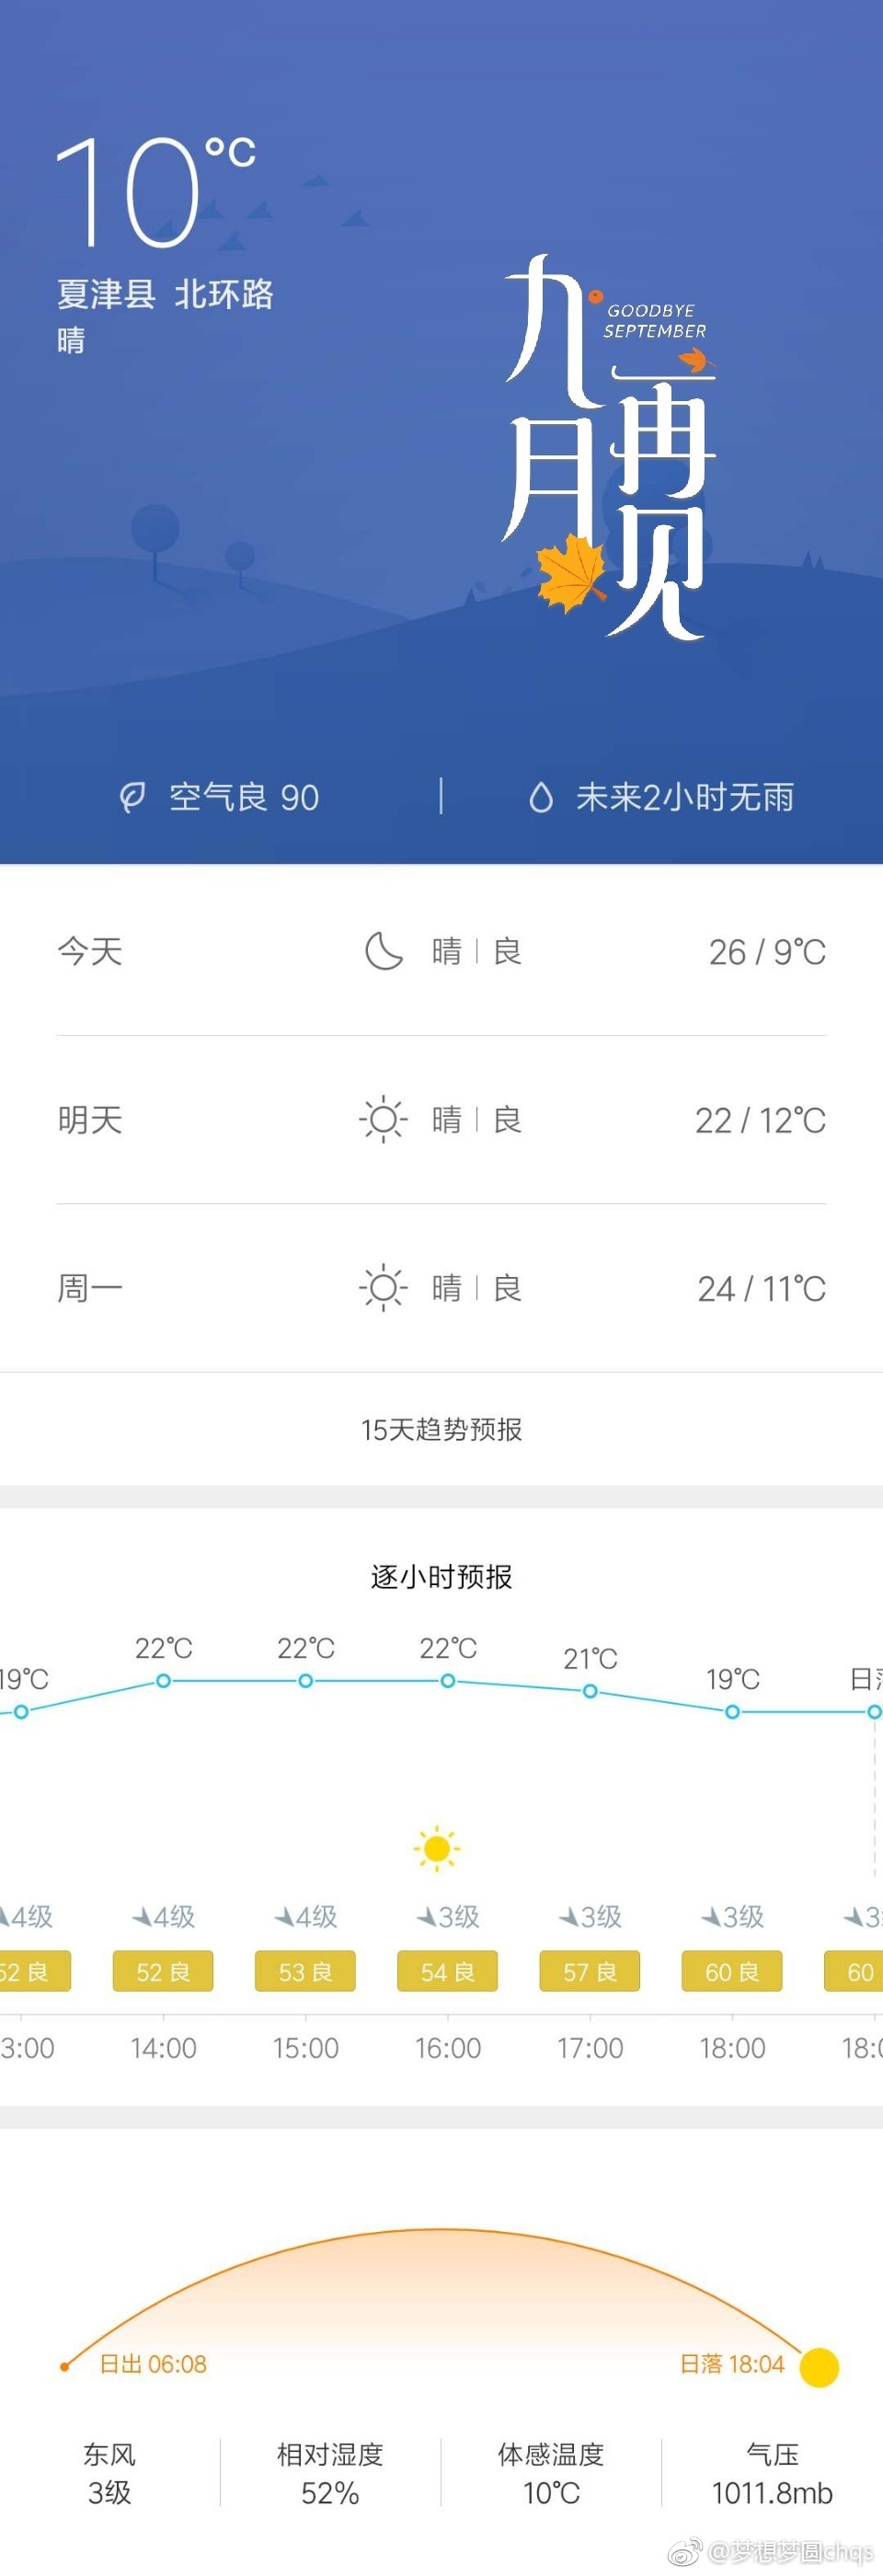 10℃
夏津县 北环路
晴
九月再见
GOODBYE
SEPTEMBER
空气良 90 | 未来2小时无雨
今天 晴 | 良 26 / 9℃
明天 晴 | 良 22 / 12℃
周一 晴 | 良 24 / 11℃
15天趋势预报
逐小时预报
19℃ 22℃ 22℃ 22℃ 21℃ 19℃ 日
4级 4级 4级 3级 3级 3级 3
52 良 52 良 53 良 54 良 57 良 60 良 60
3:00 14:00 15:00 16:00 17:00 18:00 18:0
日出 06:08 日落 18:04
东风 相对湿度 体感温度 气压
3级 52% 10℃ 1011.8mb
@梦想梦圆lchqs